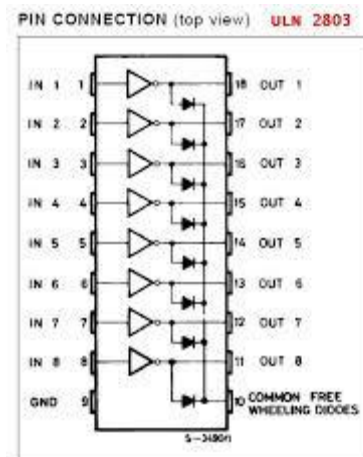 PIN CONNECTION (top view) ULN 2803
IN 1 1 18 OUT 1
IN 2 2 17 OUT 2
IN 3 3 16 OUT 3
IN 4 4 15 OUT 4
IN 5 5 14 OUT 5
IN 6 6 13 OUT 6
IN 7 7 12 OUT 7
IN 8 8 11 OUT 8
GND 9 10 COMMON FREE
WHEELING DIODES